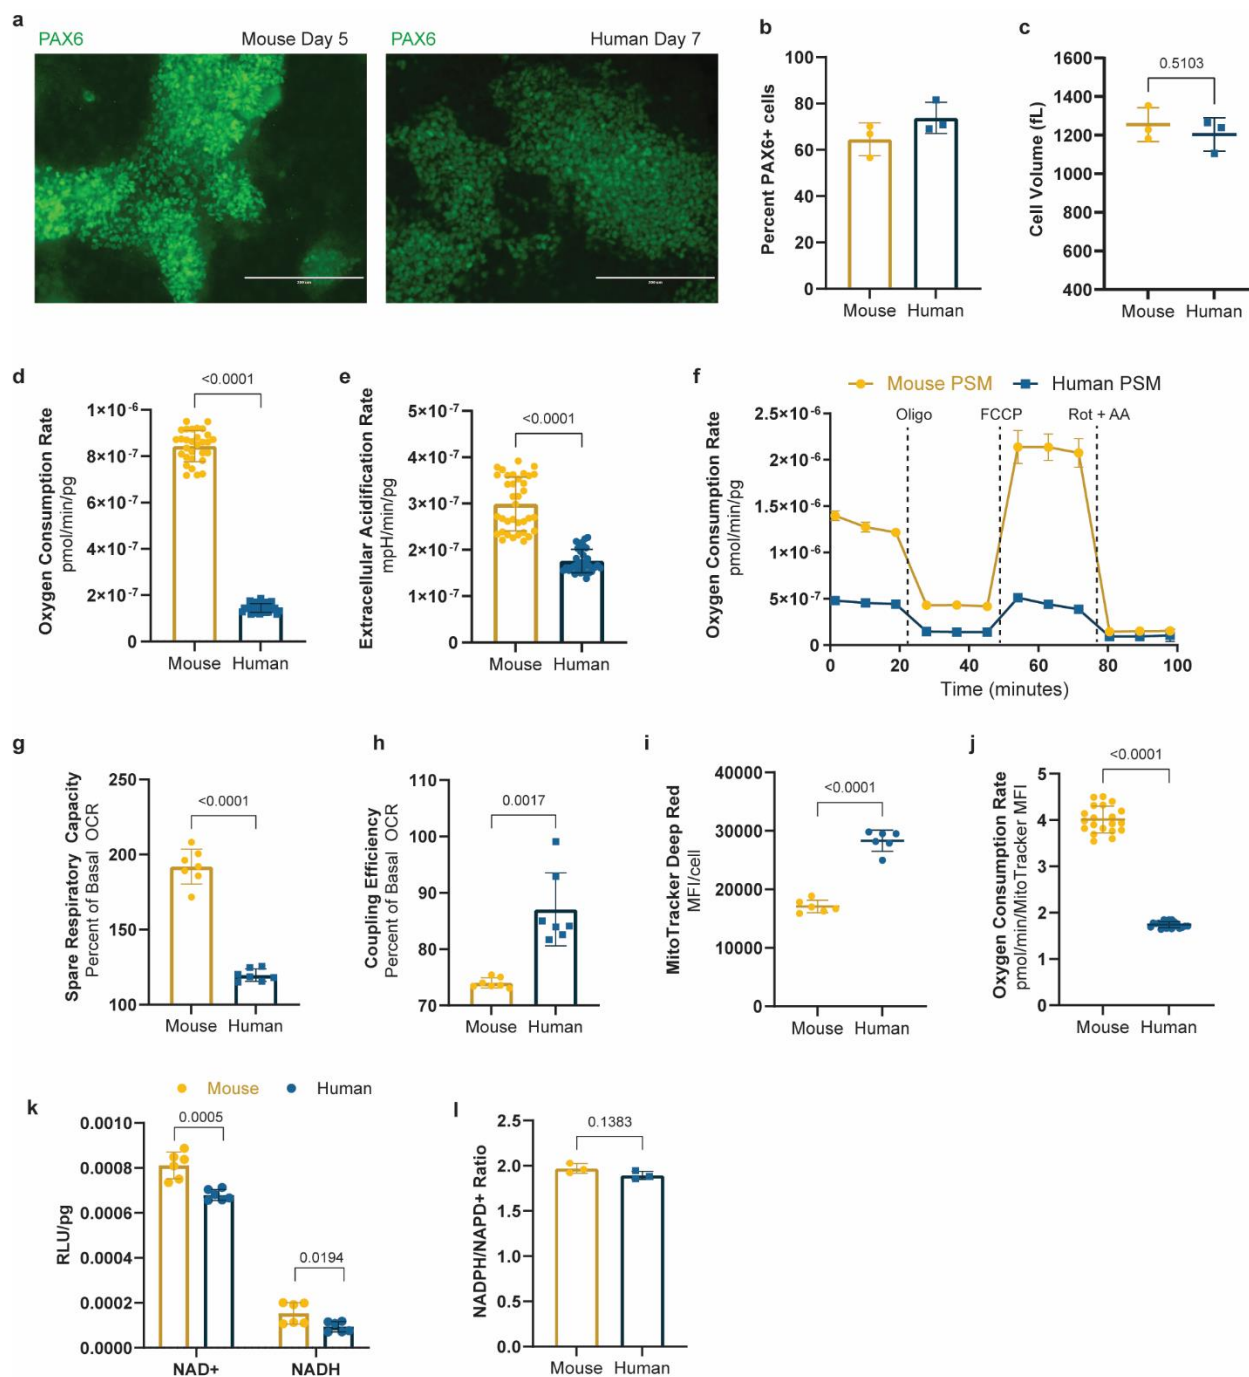 a
PAX6 Mouse Day 5
PAX6 Human Day 7
b
Percent PAX6+ cells
100
80
60
40
20
0
Mouse Human
c
Cell Volume (fL)
0.5103
1600
1400
1200
1000
800
600
400
Mouse Human
d
Oxygen Consumption Rate
pmol/min/pg
<0.0001
1×10-6
8×10-7
6×10-7
4×10-7
2×10-7
0
Mouse Human
e
Extracellular Acidification Rate
mpH/min/pg
<0.0001
5×10-7
4×10-7
3×10-7
2×10-7
1×10-7
0
Mouse Human
f
Mouse PSM Human PSM
Oligo FCCP Rot + AA
Oxygen Consumption Rate
pmol/min/pg
2.5×10-6
2×10-6
1.5×10-6
1×10-6
5×10-7
0
0 20 40 60 80 100
Time (minutes)
g
Spare Respiratory Capacity
Percent of Basal OCR
<0.0001
250
200
150
100
Mouse Human
h
Coupling Efficiency
Percent of Basal OCR
0.0017
110
100
90
80
70
Mouse Human
i
MitoTracker Deep Red
MFI/cell
<0.0001
40000
30000
20000
10000
0
Mouse Human
j
Oxygen Consumption Rate
pmol/min/MitoTracker MFI
<0.0001
5
4
3
2
1
0
Mouse Human
k
Mouse Human
RLU/pg
0.0005
0.0194
0.0010
0.0008
0.0006
0.0004
0.0002
0.0000
NAD+ NADH
l
NADPH/NAPD+ Ratio
0.1383
2.5
2.0
1.5
1.0
0.5
0.0
Mouse Human